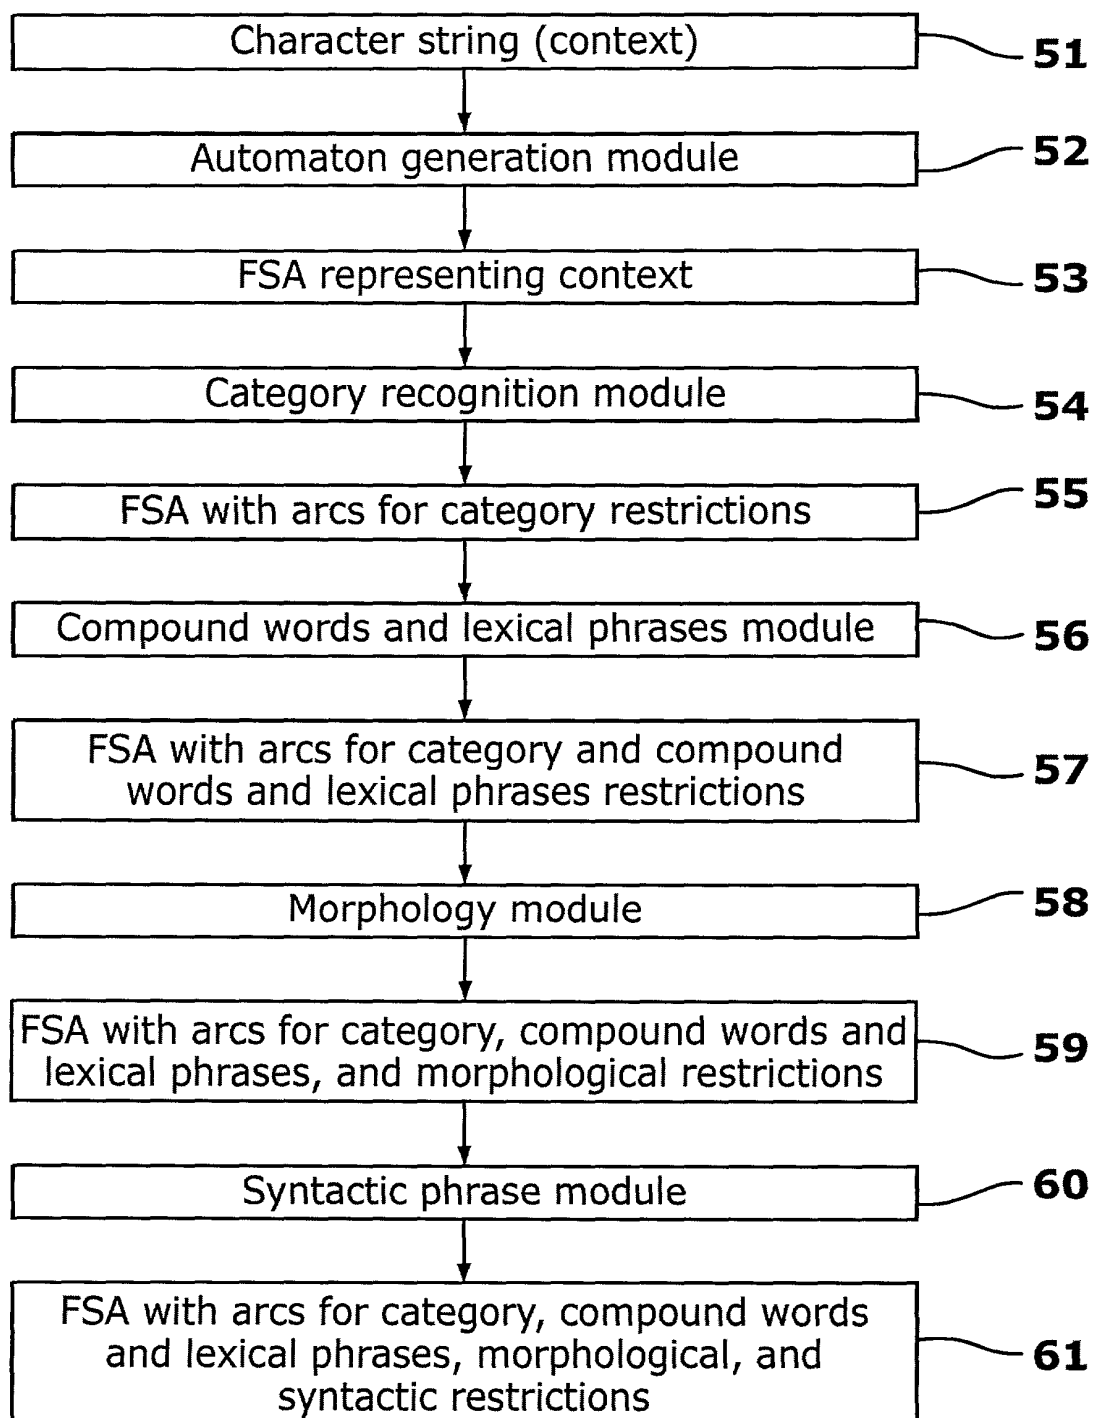 Character string (context)
51
Automaton generation module
52
FSA representing context
53
Category recognition module
54
FSA with arcs for category restrictions
55
Compound words and lexical phrases module
56
FSA with arcs for category and compound
words and lexical phrases restrictions
57
Morphology module
58
FSA with arcs for category, compound words and
lexical phrases, and morphological restrictions
59
Syntactic phrase module
60
FSA with arcs for category, compound words
and lexical phrases, morphological, and
syntactic restrictions
61